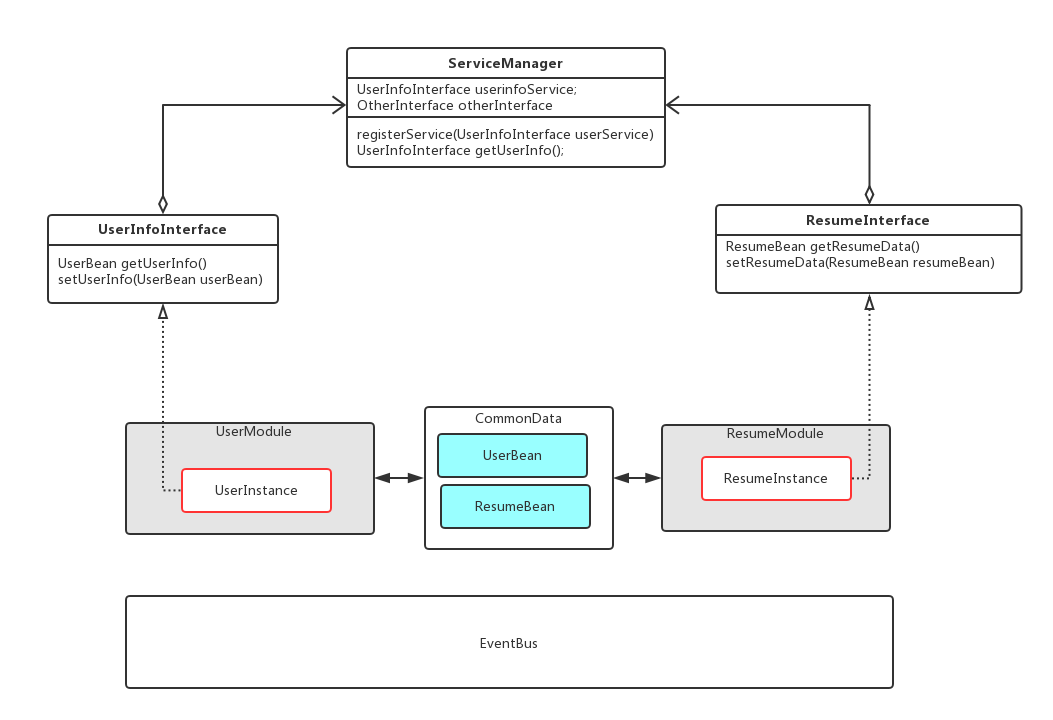 ServiceManager
UserInfoInterface userinfoService;
OtherInterface otherInterface
registerService(UserInfoInterface userService)
UserInfoInterface getUserInfo();
UserInfoInterface
UserBean getUserInfo()
setUserInfo(UserBean userBean)
ResumeInterface
ResumeBean getResumeData()
setResumeData(ResumeBean resumeBean)
UserModule
UserInstance
CommonData
UserBean
ResumeBean
ResumeModule
ResumeInstance
EventBus